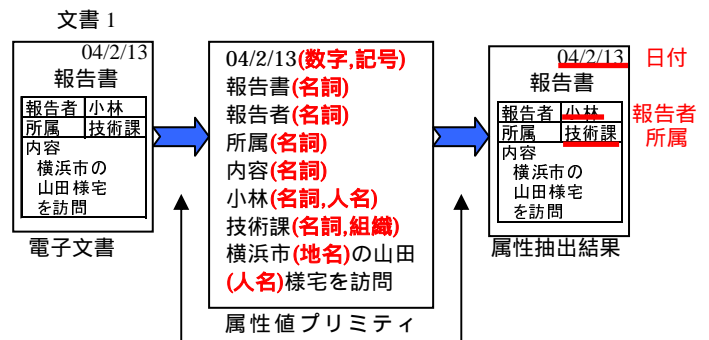 文書 1
04/2/13
報告書
報告者 小林
所属 技術課
内容
横浜市の
山田様宅
を訪問
電子文書
04/2/13(数字,記号)
報告書(名詞)
報告者(名詞)
所属(名詞)
内容(名詞)
小林(名詞,人名)
技術課(名詞,組織)
横浜市(地名)の山田
(人名)様宅を訪問
属性値プリミティ
04/2/13 日付
報告書
報告者 小林 報告者
所属 技術課 所属
内容
横浜市の
山田様宅
を訪問
属性抽出結果